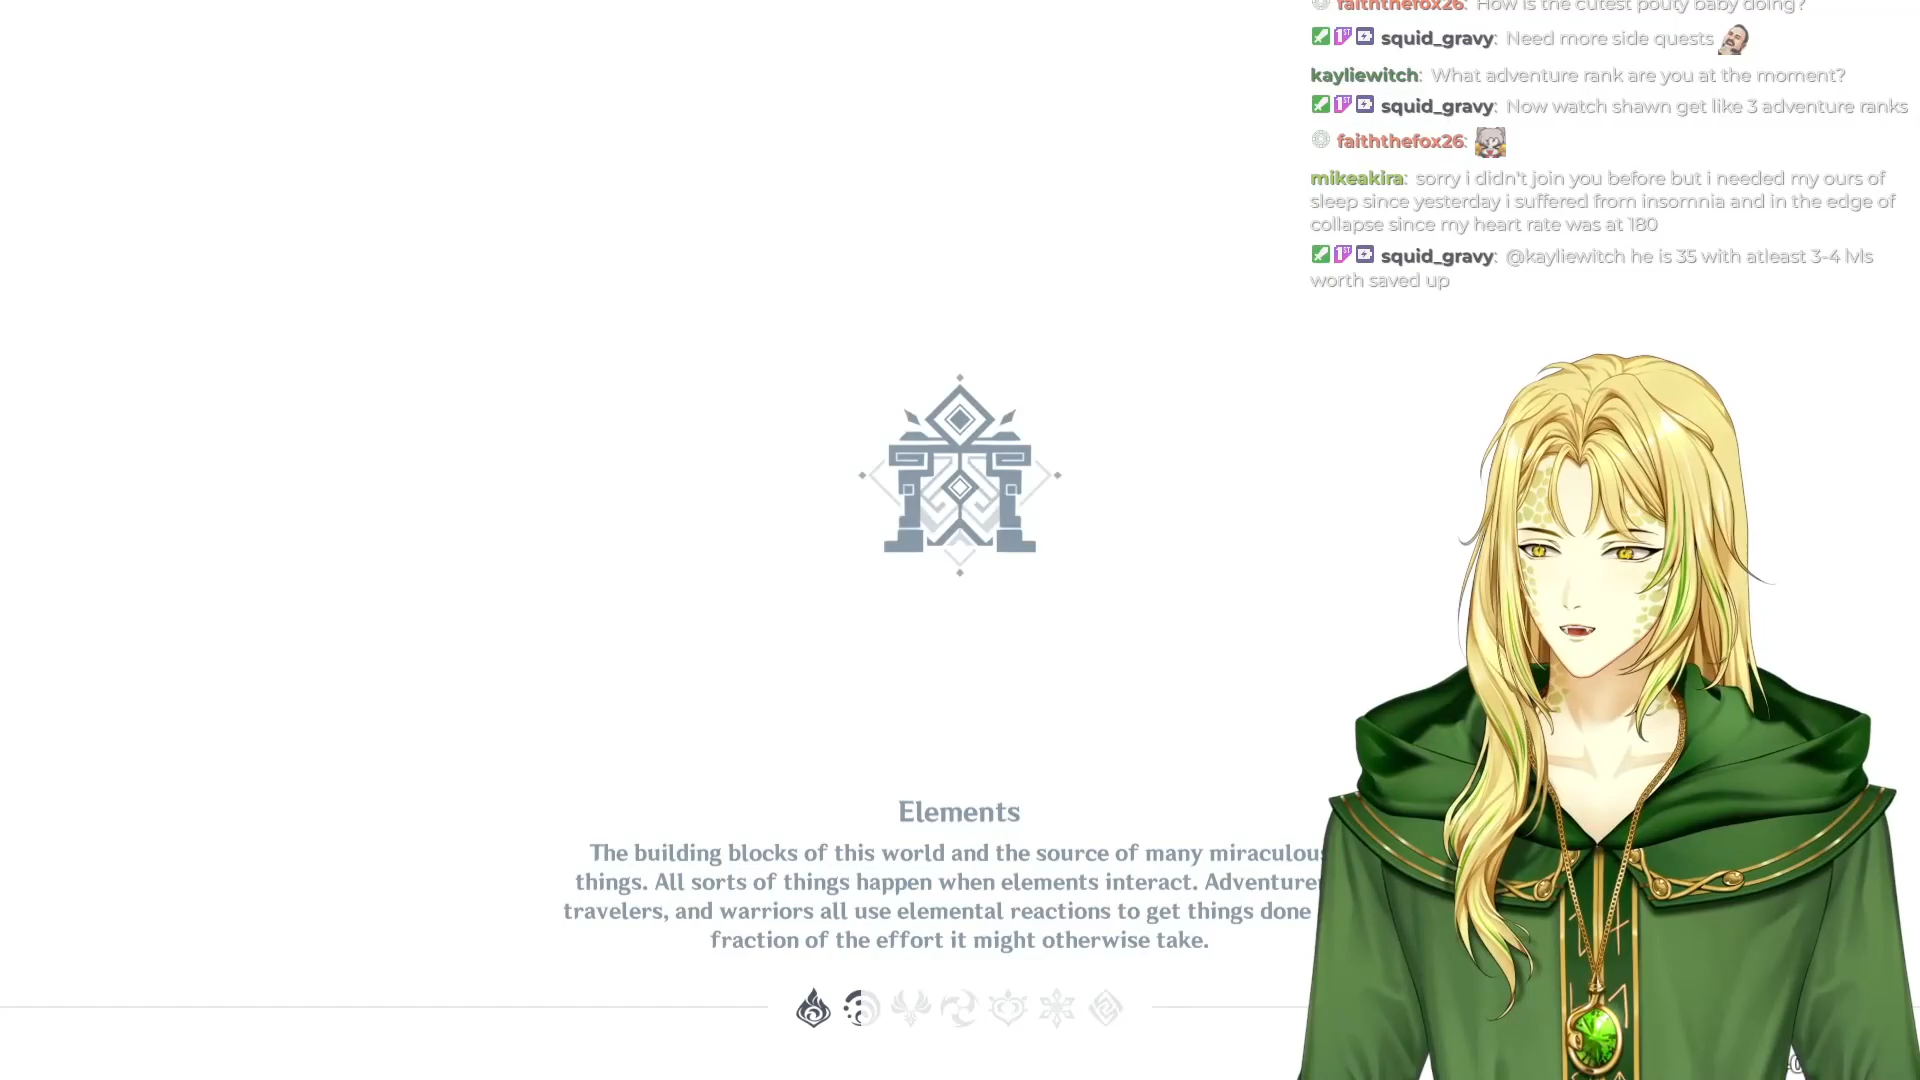 faiththefox26: How is the cutest pouty baby doing?
squid_gravy: Need more side quests
kayliewitch: What adventure rank are you at the moment?
squid_gravy: Now watch shawn get like 3 adventure ranks
faiththefox26:
mikeakira: sorry i didn't join you before but i needed my ours of
sleep since yesterday i suffered from insomnia and in the edge of
collapse since my heart rate was at 180
squid_gravy: @kayliewitch he is 35 with atleast 3-4 lvls
worth saved up
Elements
The building blocks of this world and the source of many miraculous
things. All sorts of things happen when elements interact. Adventurer
travelers, and warriors all use elemental reactions to get things done
fraction of the effort it might otherwise take.